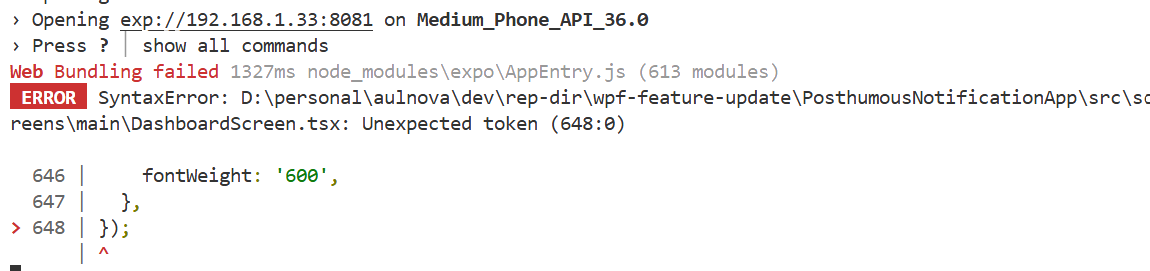 › Opening exp://192.168.1.33:8081 on Medium_Phone_API_36.0
› Press ? │ show all commands
Web Bundling failed 1327ms node_modules\expo\AppEntry.js (613 modules)
ERROR SyntaxError: D:\personal\aulnova\dev\rep-dir\wpf-feature-update\PosthumousNotificationApp\src\sc
reens\main\DashboardScreen.tsx: Unexpected token (648:0)
646 |     fontWeight: '600',
647 |   },
> 648 | });
| ^